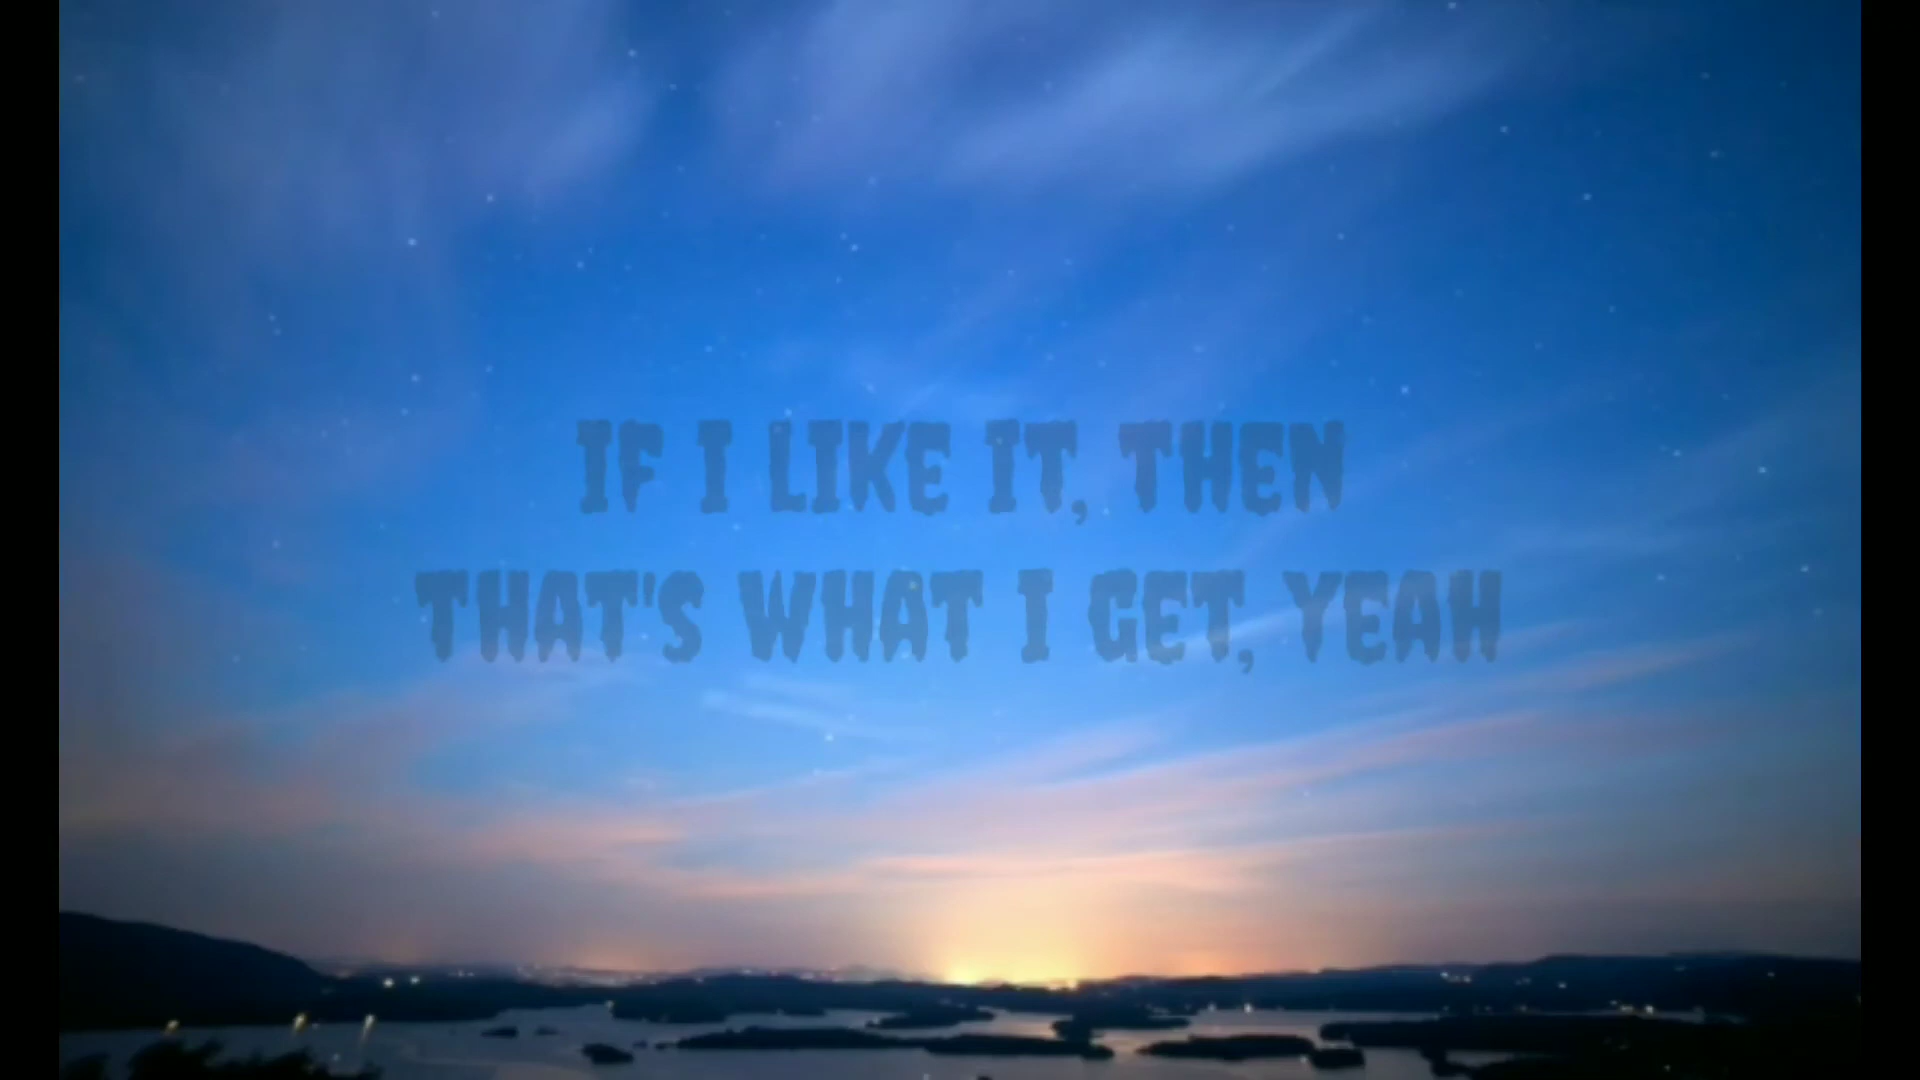 IF I LIKE IT, THEN
THAT'S WHAT I GET, YEAH